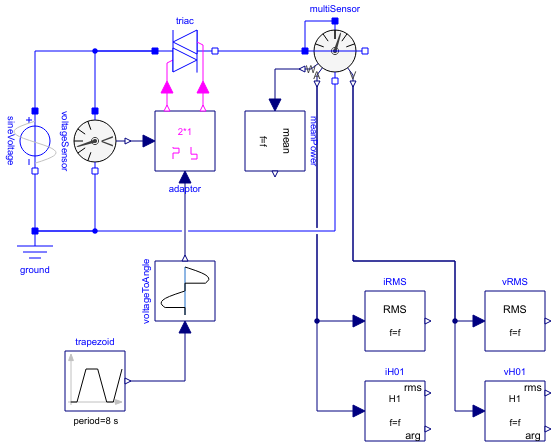 multiSensor
triac
sineVoltage
+
-
voltageSensor
2*1
adaptor
mean
f=f
meanPower
W
V
ground
voltageToAngle
trapezoid
period=8 s
iRMS
RMS
f=f
vRMS
RMS
f=f
iH01
rms
H1
f=f
arg
vH01
rms
H1
f=f
arg